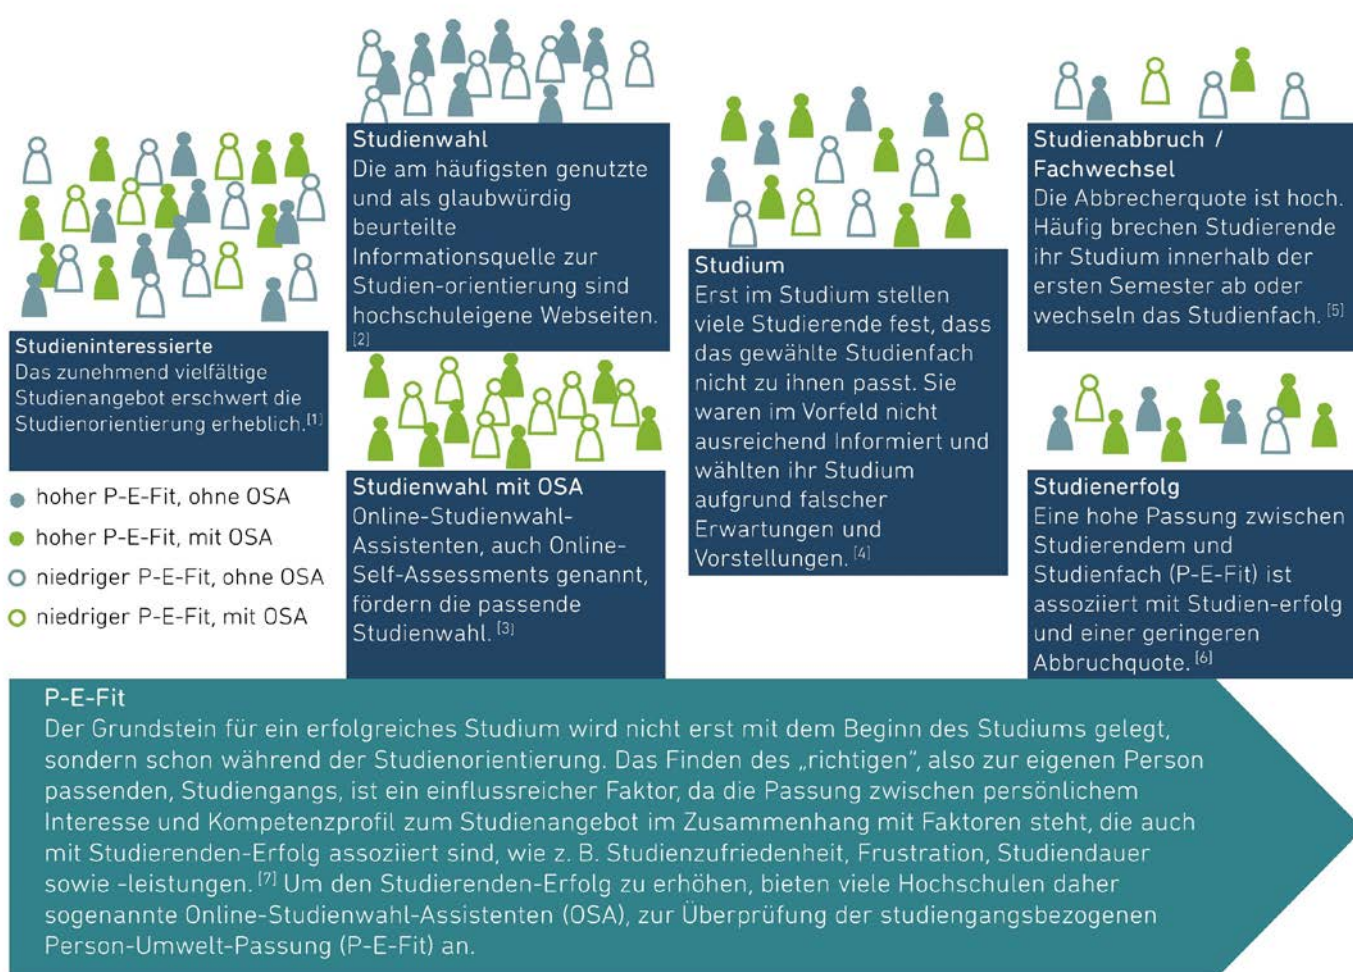 Studieninteressierte
Das zunehmend vielfältige
Studienangebot erschwert die
Studienorientierung erheblich.[1]
hoher P-E-Fit, ohne OSA
hoher P-E-Fit, mit OSA
niedriger P-E-Fit, ohne OSA
niedriger P-E-Fit, mit OSA
Studienwahl
Die am häufigsten genutzte
und als glaubwürdig
beurteilte
Informationsquelle zur
Studien-orientierung sind
hochschuleigene Webseiten.
[2]
Studienwahl mit OSA
Online-Studienwahl-
Assistenten, auch Online-
Self-Assessments genannt,
fördern die passende
Studienwahl. [3]
Studium
Erst im Studium stellen
viele Studierende fest, dass
das gewählte Studienfach
nicht zu ihnen passt. Sie
waren im Vorfeld nicht
ausreichend Informiert und
wählten ihr Studium
aufgrund falscher
Erwartungen und
Vorstellungen. [4]
Studienabbruch /
Fachwechsel
Die Abbrecherquote ist hoch.
Häufig brechen Studierende
ihr Studium innerhalb der
ersten Semester ab oder
wechseln das Studienfach. [5]
Studienerfolg
Eine hohe Passung zwischen
Studierendem und
Studienfach (P-E-Fit) ist
assoziiert mit Studien-erfolg
und einer geringeren
Abbruchquote. [6]
P-E-Fit
Der Grundstein für ein erfolgreiches Studium wird nicht erst mit dem Beginn des Studiums gelegt,
sondern schon während der Studienorientierung. Das Finden des „richtigen“, also zur eigenen Person
passenden, Studiengangs, ist ein einflussreicher Faktor, da die Passung zwischen persönlichem
Interesse und Kompetenzprofil zum Studienangebot im Zusammenhang mit Faktoren steht, die auch
mit Studierenden-Erfolg assoziiert sind, wie z. B. Studienzufriedenheit, Frustration, Studiendauer
sowie -leistungen. [7] Um den Studierenden-Erfolg zu erhöhen, bieten viele Hochschulen daher
sogenannte Online-Studienwahl-Assistenten (OSA), zur Überprüfung der studiengangsbezogenen
Person-Umwelt-Passung (P-E-Fit) an.